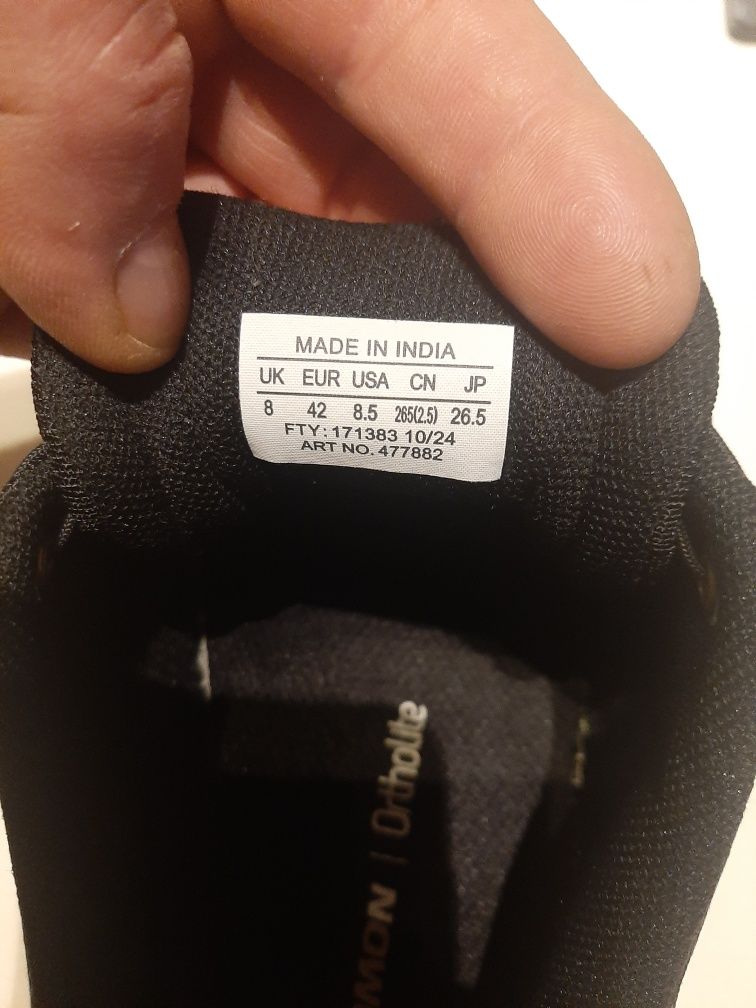 MADE IN INDIA
UK EUR USA CN JP
8 42 8.5 265(2.5) 26.5
FTY: 171383 10/24
ART NO. 477882
MON | Ortholite